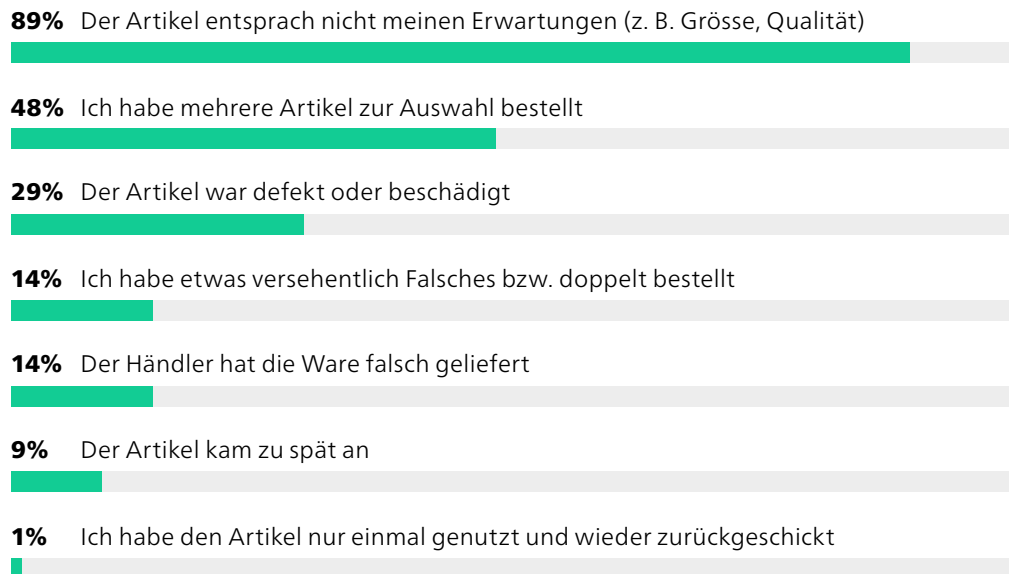 89% Der Artikel entsprach nicht meinen Erwartungen (z. B. Grösse, Qualität)
48% Ich habe mehrere Artikel zur Auswahl bestellt
29% Der Artikel war defekt oder beschädigt
14% Ich habe etwas versehentlich Falsches bzw. doppelt bestellt
14% Der Händler hat die Ware falsch geliefert
9% Der Artikel kam zu spät an
1% Ich habe den Artikel nur einmal genutzt und wieder zurückgeschickt